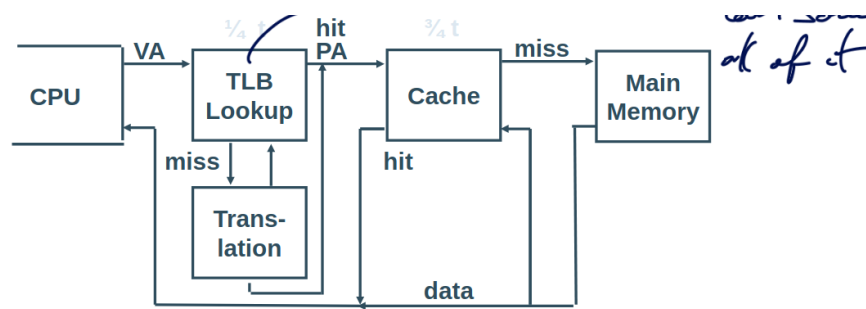 ¼ t
hit
¾ t
VA
PA
miss
CPU
TLB
Lookup
Cache
Main
Memory
of it
miss
hit
Trans-
lation
data